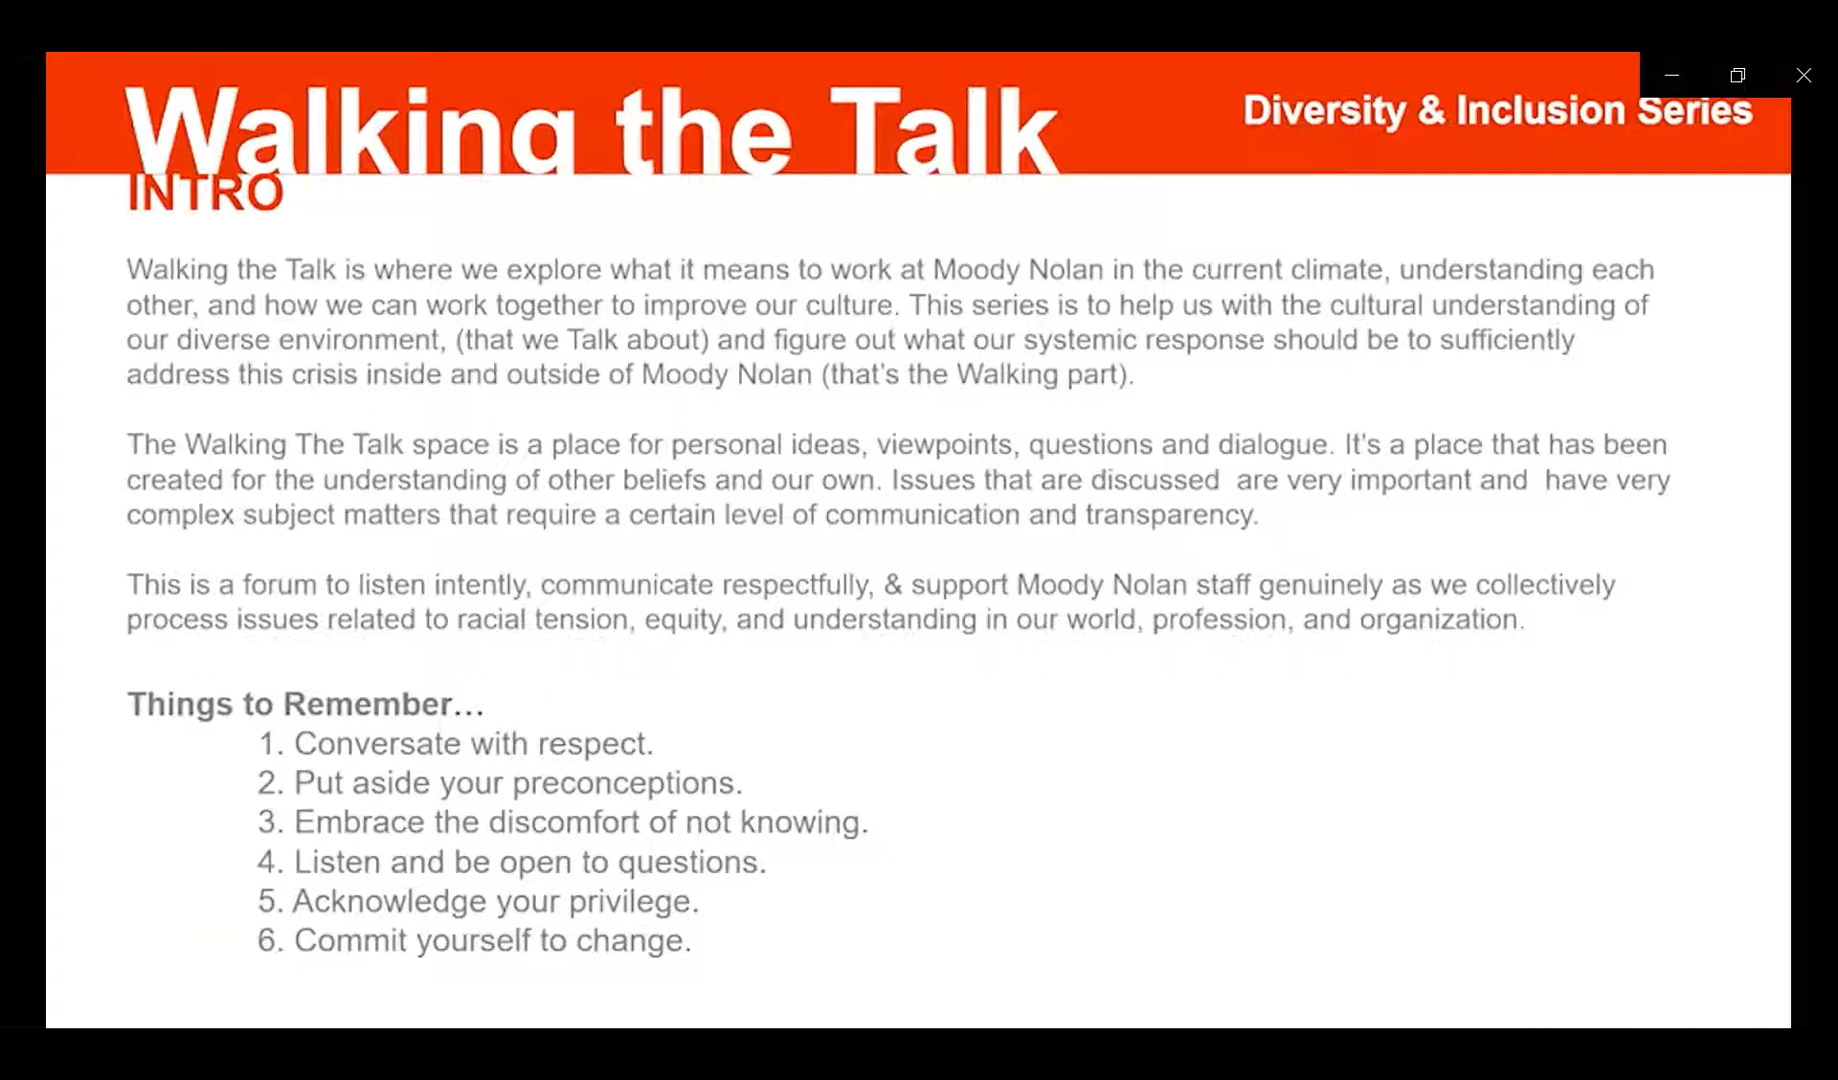 Walking the Talk
Diversity & Inclusion Series
INTRO
Walking the Talk is where we explore what it means to work at Moody Nolan in the current climate, understanding each
other, and how we can work together to improve our culture. This series is to help us with the cultural understanding of
our diverse environment, (that we Talk about) and figure out what our systemic response should be to sufficiently
address this crisis inside and outside of Moody Nolan (that's the Walking part).
The Walking The Talk space is a place for personal ideas, viewpoints, questions and dialogue. It's a place that has been
created for the understanding of other beliefs and our own. Issues that are discussed  are very important and  have very
complex subject matters that require a certain level of communication and transparency.
This is a forum to listen intently, communicate respectfully, & support Moody Nolan staff genuinely as we collectively
process issues related to racial tension, equity, and understanding in our world, profession, and organization.
Things to Remember…
1. Conversate with respect.
2. Put aside your preconceptions.
3. Embrace the discomfort of not knowing.
4. Listen and be open to questions.
5. Acknowledge your privilege.
6. Commit yourself to change.